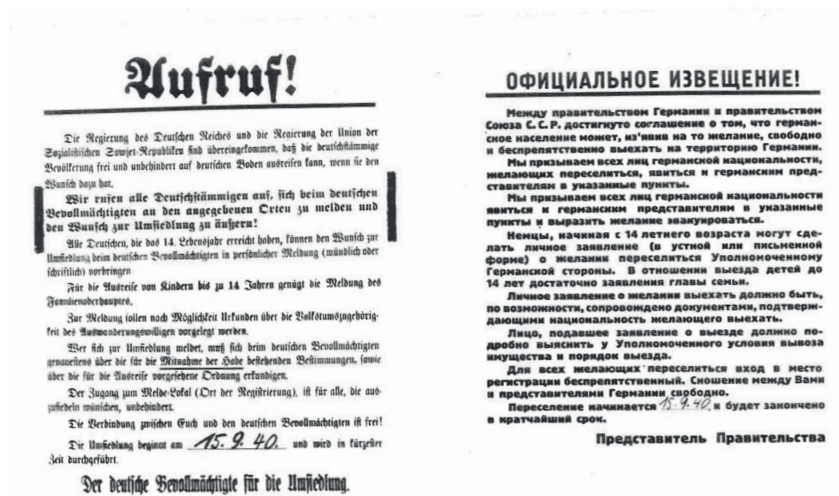 Aufruf!
Die Regierung des Deutschen Reiches und die Regierung der Union der
Sozialistischen Sowjet-Republiken sind übereingekommen, daß die deutschstämmige
Bevölkerung frei und unbehindert auf deutschen Boden ausreisen kann, wenn sie den
Wunsch dazu hat.
Wir rufen alle Deutschstämmigen auf, sich beim deutschen
Bevollmächtigten an den angegebenen Orten zu melden und
den Wunsch zur Umsiedlung zu äußern!
Alle Deutschen, die das 14. Lebensjahr erreicht haben, können den Wunsch zur
Umsiedlung beim deutschen Bevollmächtigten in persönlicher Meldung (mündlich oder
schriftlich) vorbringen
Für die Ausreise von Kindern bis zu 14 Jahren genügt die Meldung des
Familienoberhauptes.
Zur Meldung sollen nach Möglichkeit Urkunden über die Volkstumszugehörig-
keit des Auswanderungswilligen vorgelegt werden.
Wer sich zur Umsiedlung meldet, muß sich beim deutschen Bevollmächtigten
genauestens über die für die Mitnahme der Habe bestehenden Bestimmungen, sowie
über die für die Ausreise vorgesehene Ordnung erkundigen.
Der Zugang zum Melde-Lokal (Ort der Registrierung), ist für alle, die aus-
zusiedeln wünschen, unbehindert.
Die Verbindung zwischen Euch und den deutschen Bevollmächtigten ist frei!
Die Umsiedlung beginnt am 15. 9. 40. und wird in kürzester
Zeit durchgeführt.
Der deutsche Bevollmächtigte für die Umsiedlung.
ОФИЦИАЛЬНОЕ ИЗВЕЩЕНИЕ!
Между правительством Германии и правительством
Союза С. С. Р. достигнуто соглашение о том, что герман-
ское население может, из'явив на то желание, свободно
и беспрепятственно выехать на территорию Германии.
Мы призываем всех лиц германской национальности,
желающих переселиться, явиться и германским пред-
ставителям в указанные пункты.
Мы призываем всех лиц германской национальности
явиться и германским представителям в указанные
пункты и выразить желание эвакуироваться.
Немцы, начиная с 14 летнего возраста могут сде-
лать личное заявление (в устной или письменной
форме) о желании переселиться Уполномоченному
Германской стороны. В отношении выезда детей до
14 лет достаточно заявления главы семьи.
Личное заявление о желании выехать должно быть,
по возможности, сопровождено документами, подтверж-
дающими национальность желающего выехать.
Лицо, подавшее заявление о выезде должно по-
дробно выяснить у Уполномоченного условия вывоза
имущества и порядок выезда.
Для всех желающих переселиться вход в место
регистрации беспрепятственный. Сношение между Вами
и представителями Германии свободно.
Переселение начинается 15. 9. 40. и будет закончено
в кратчайший срок.
Представитель Правительства